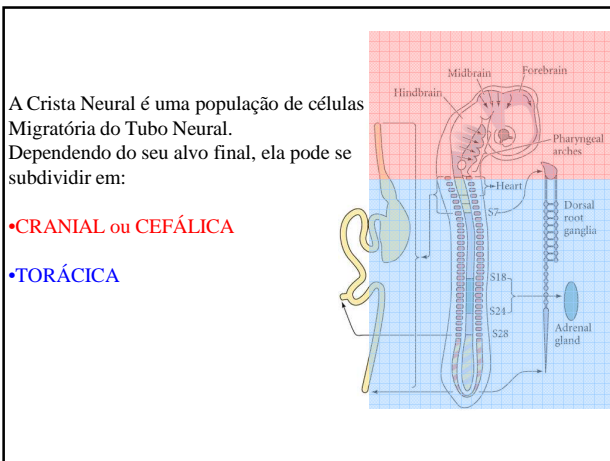 A Crista Neural é uma população de células
Migratória do Tubo Neural.
Dependendo do seu alvo final, ela pode se
subdividir em:
•CRANIAL ou CEFÁLICA
•TORÁCICA
Forebrain
Midbrain
Hindbrain
Pharyngeal
arches
Heart
S7
Dorsal
root
ganglia
S18
S24
S28
Adrenal
gland